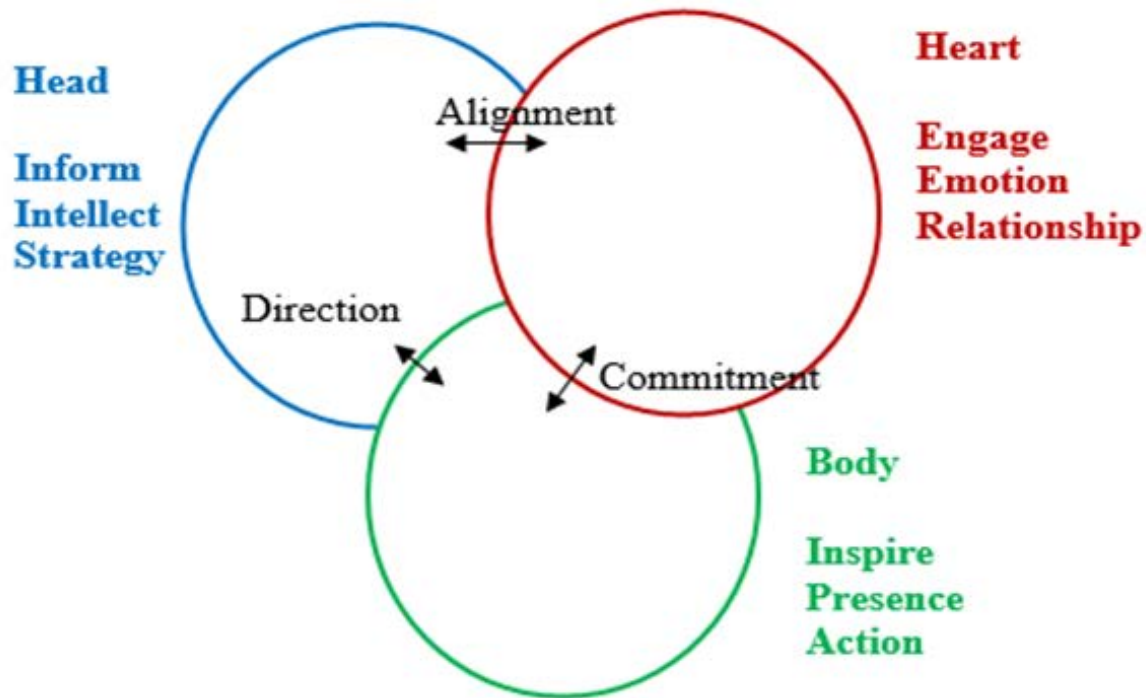 Head
Inform
Intellect
Strategy
Alignment
Heart
Engage
Emotion
Relationship
Direction
Commitment
Body
Inspire
Presence
Action